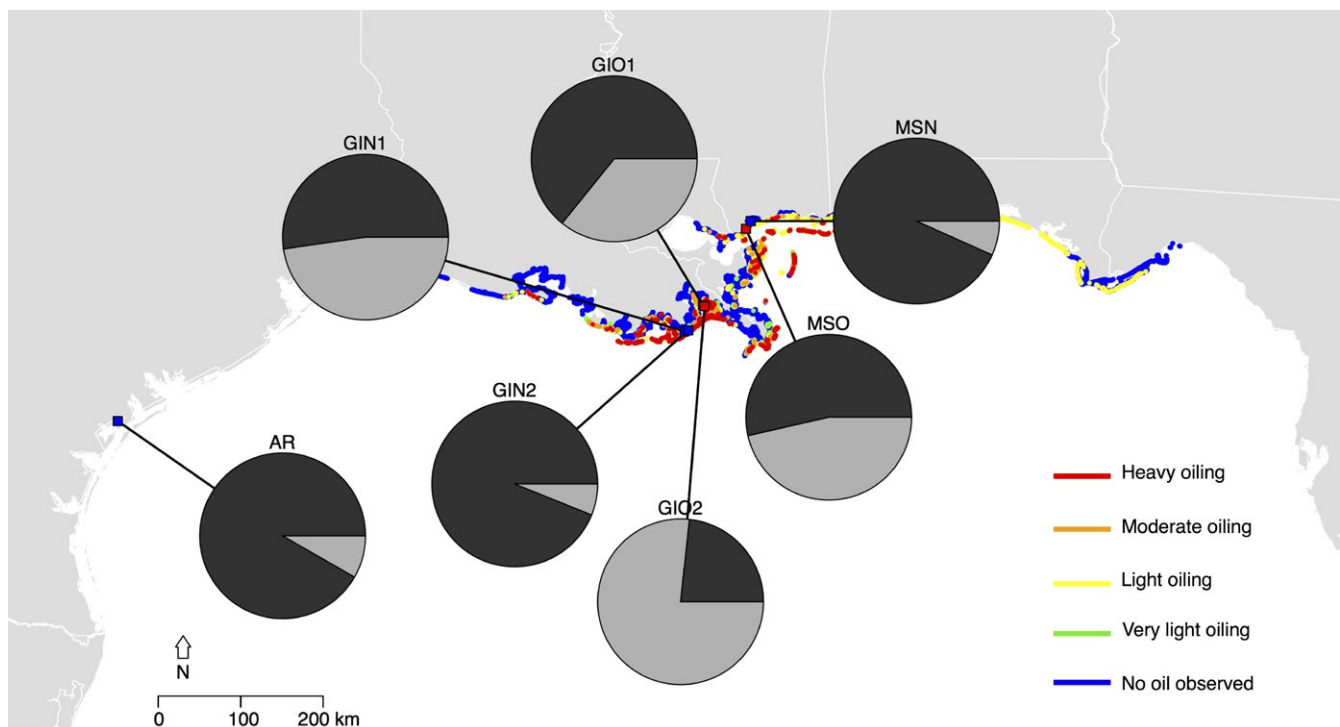 GIO1
GIN1
MSN
MSO
GIN2
AR
GIO2
Heavy oiling
Moderate oiling
Light oiling
Very light oiling
No oil observed
N
0 100 200 km